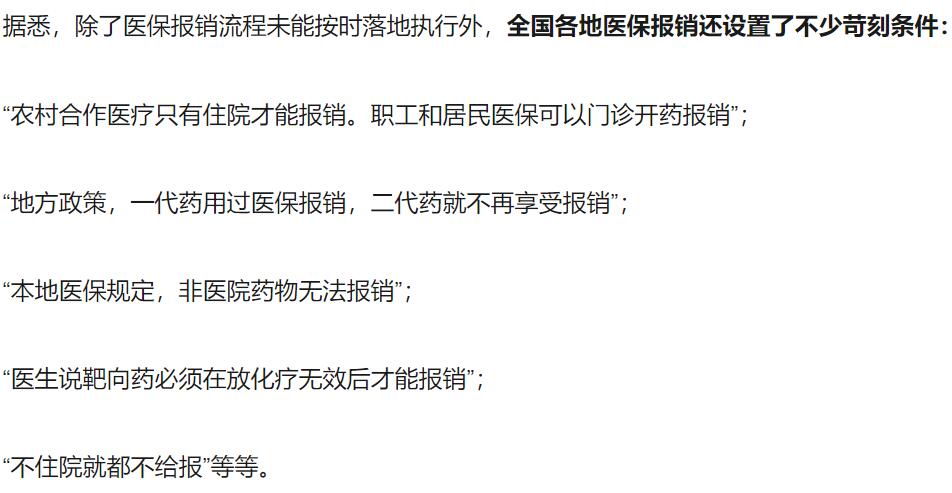 据悉，除了医保报销流程未能按时落地执行外，全国各地医保报销还设置了不少苛刻条件：
“农村合作医疗只有住院才能报销。职工和居民医保可以门诊开药报销”；
“地方政策，一代药用过医保报销，二代药就不再享受报销”；
“本地医保规定，非医院药物无法报销”；
“医生说靶向药必须在放化疗无效后才能报销”；
“不住院就都不给报”等等。